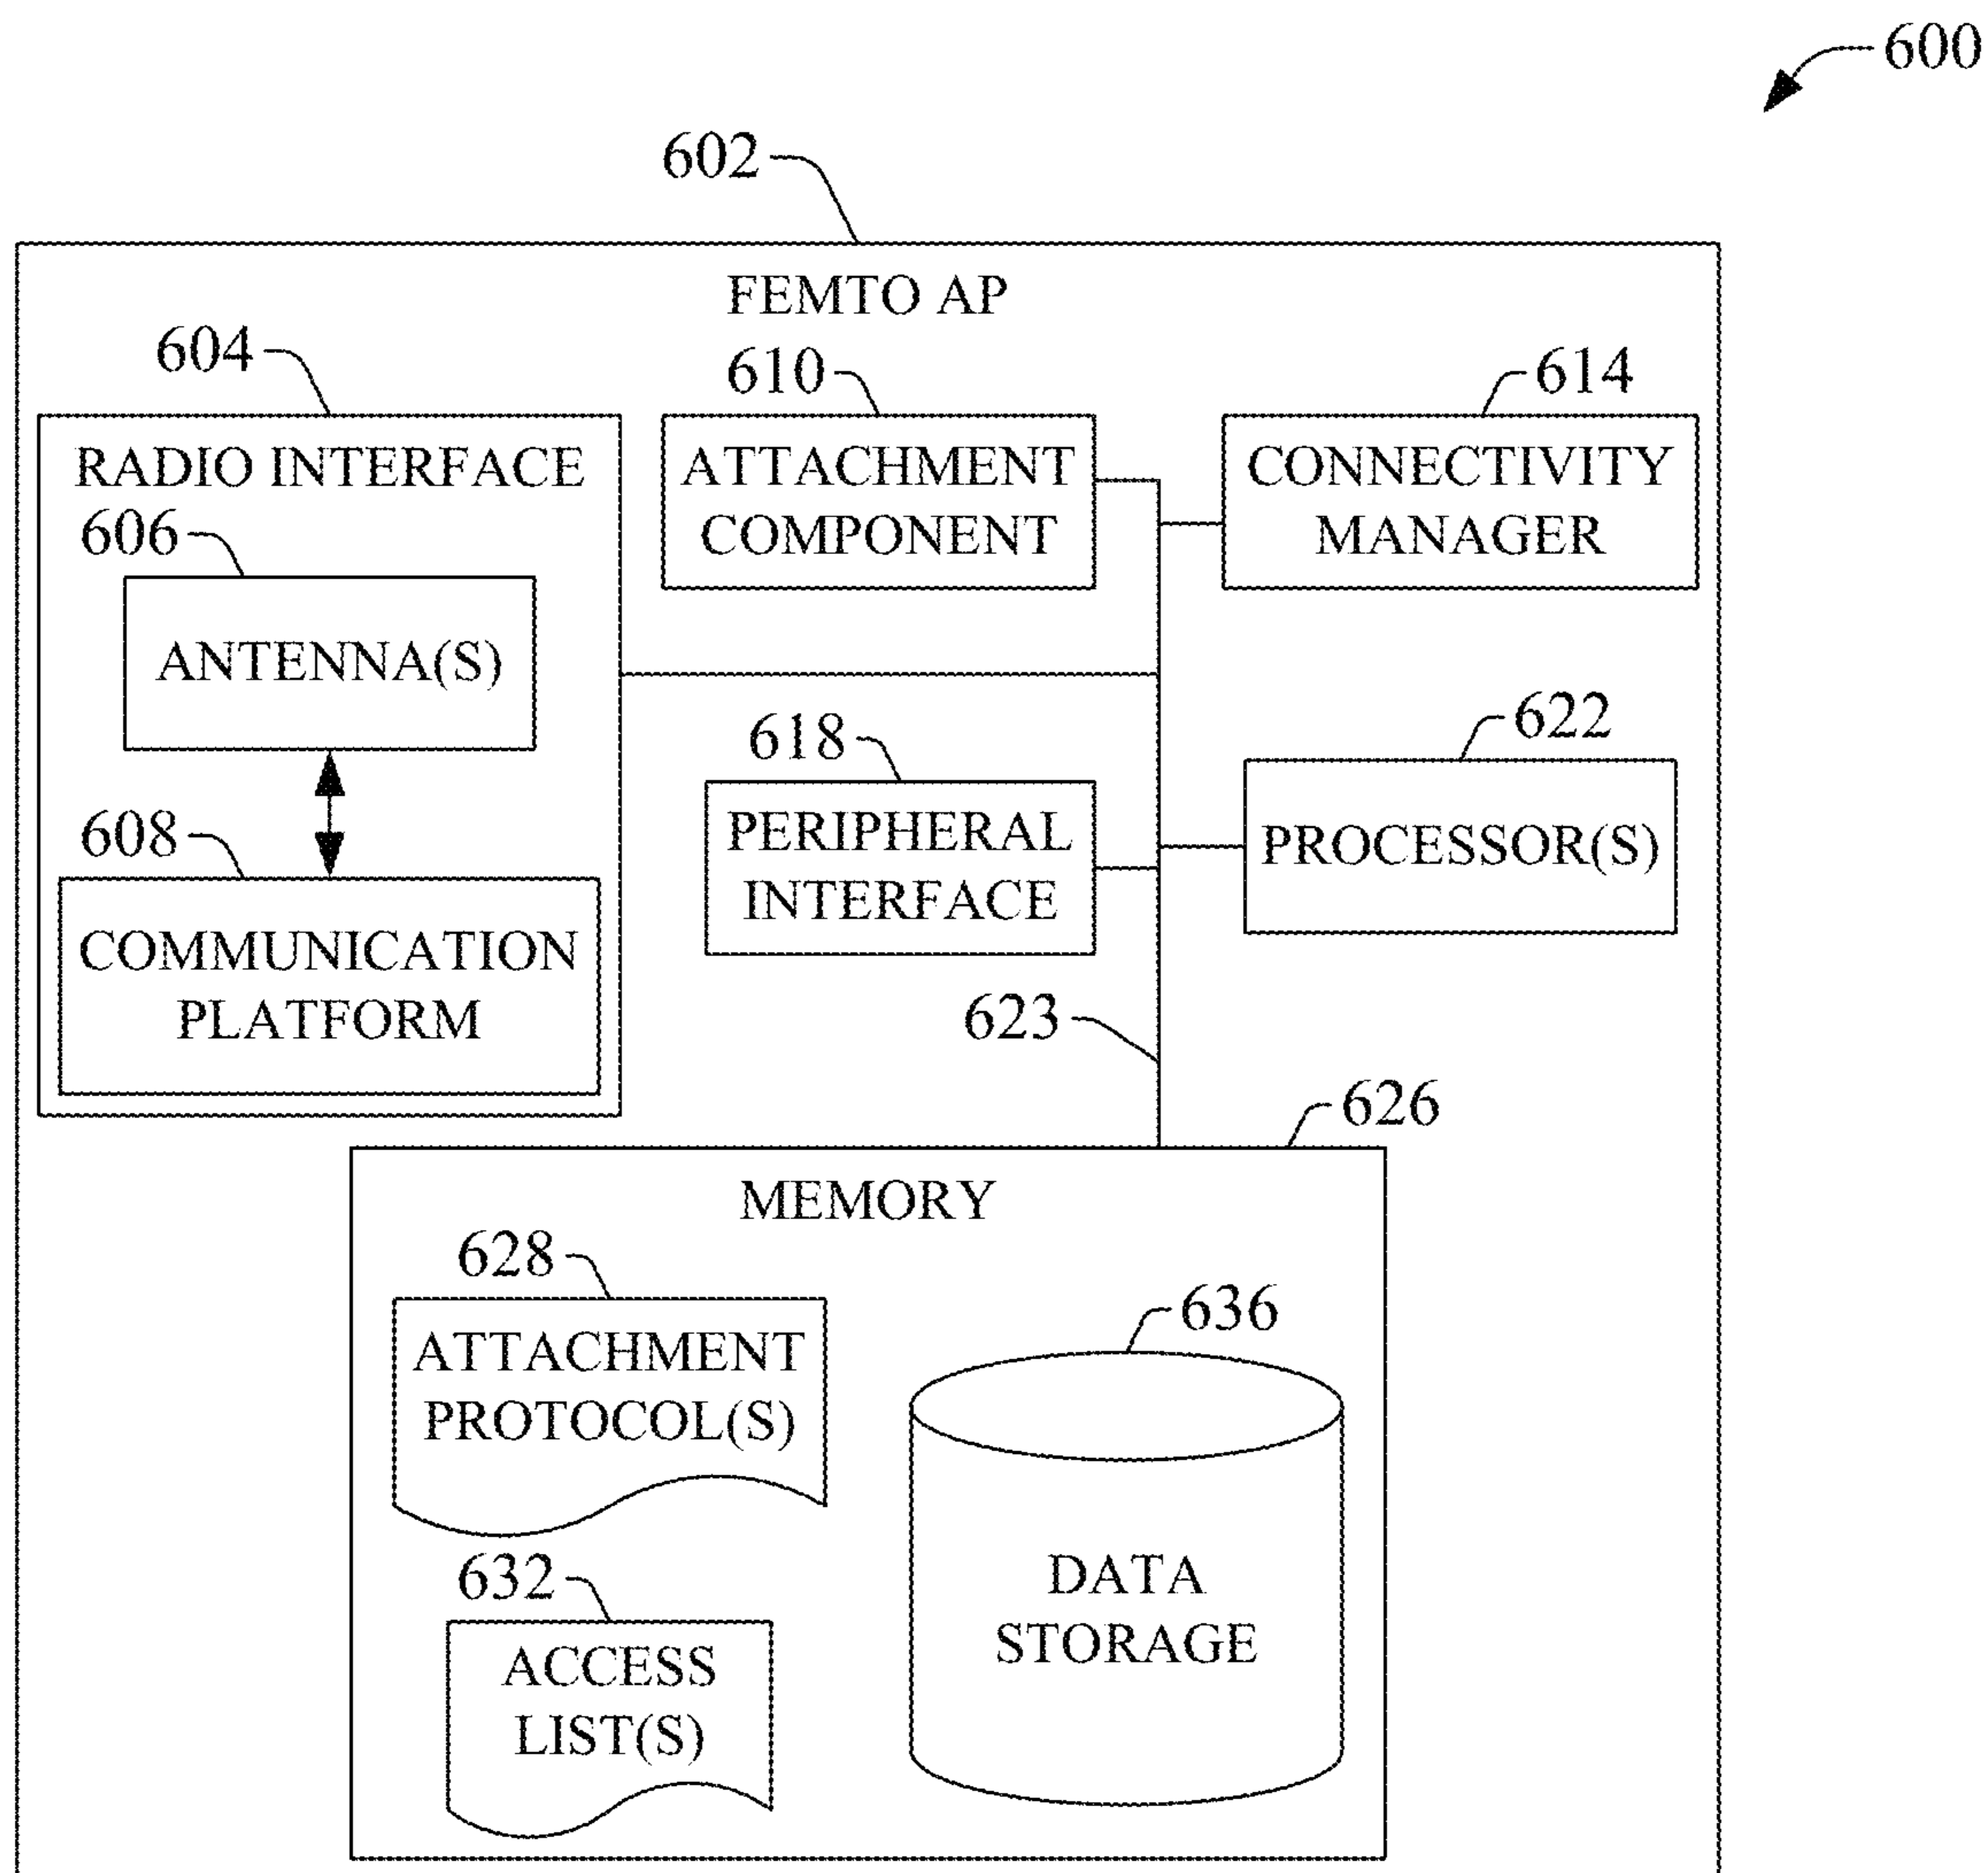 600
602
FEMTO AP
604
610
614
RADIO INTERFACE
ATTACHMENT
COMPONENT
CONNECTIVITY
MANAGER
606
ANTENNA(S)
618
622
608
PERIPHERAL
INTERFACE
PROCESSOR(S)
COMMUNICATION
PLATFORM
623
626
MEMORY
628
636
ATTACHMENT
PROTOCOL(S)
632
DATA
STORAGE
ACCESS
LIST(S)